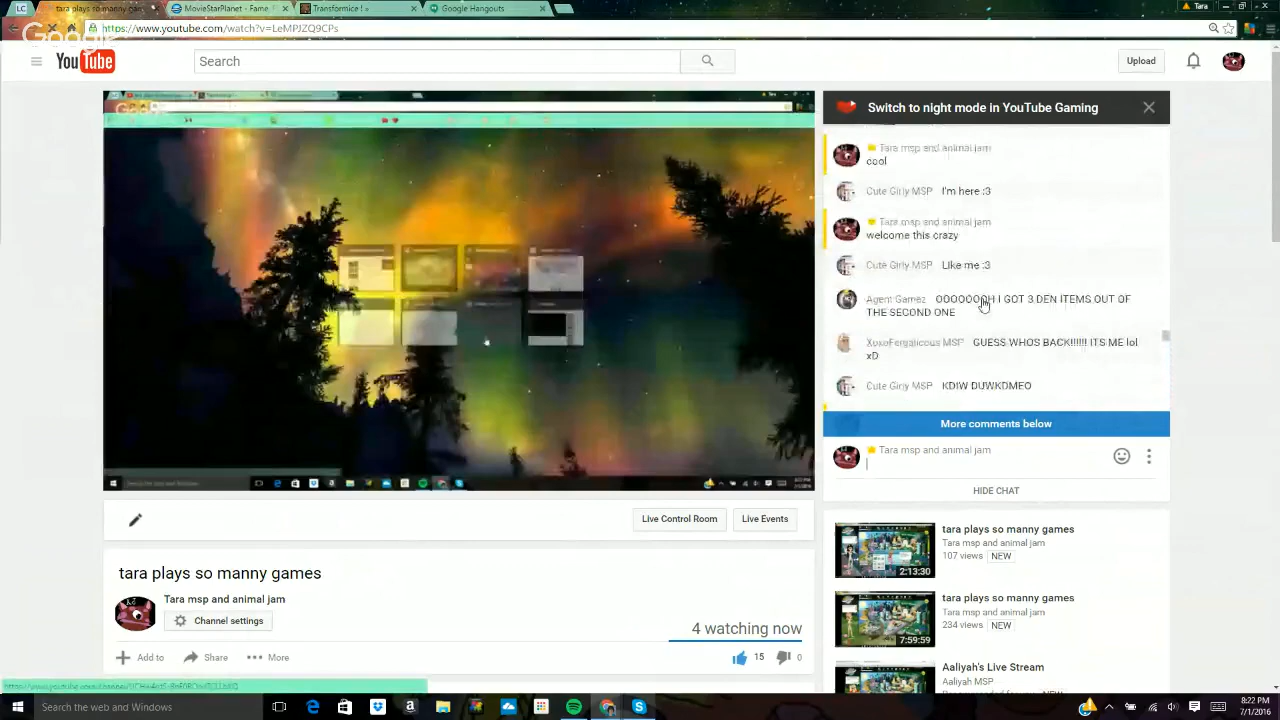 tara plays so manny games
MovieStarPlanet - Fame, F
Transformice ! =
Google Hangouts
Tara
https://www.youtube.com/watch?v=LeMPJZQ9CPs
Google
YouTube
Search
Upload
Switch to night mode in YouTube Gaming
Tara msp and animal jam
cool
Cute Girly MSP I'm here :3
Tara msp and animal jam
welcome this crazy
Cute Girly MSP Like me :3
Agent Gamez OOOOOOOH I GOT 3 DEN ITEMS OUT OF
THE SECOND ONE
XoxoFergalicous MSP GUESS WHOS BACK!!!!!! ITS ME lol
xD
Cute Girly MSP KDIW DUWKDMEO
More comments below
Tara msp and animal jam
HIDE CHAT
Live Control Room
Live Events
tara plays so manny games
Tara msp and animal jam
Channel settings
4 watching now
Add to
Share
More
15
0
tara plays so manny games
Tara msp and animal jam
107 views NEW
2:13:30
tara plays so manny games
Tara msp and animal jam
234 views NEW
7:59:59
Aaliyah's Live Stream
Aaliyah MSP
Search the web and Windows
8:22 PM
7/1/2016